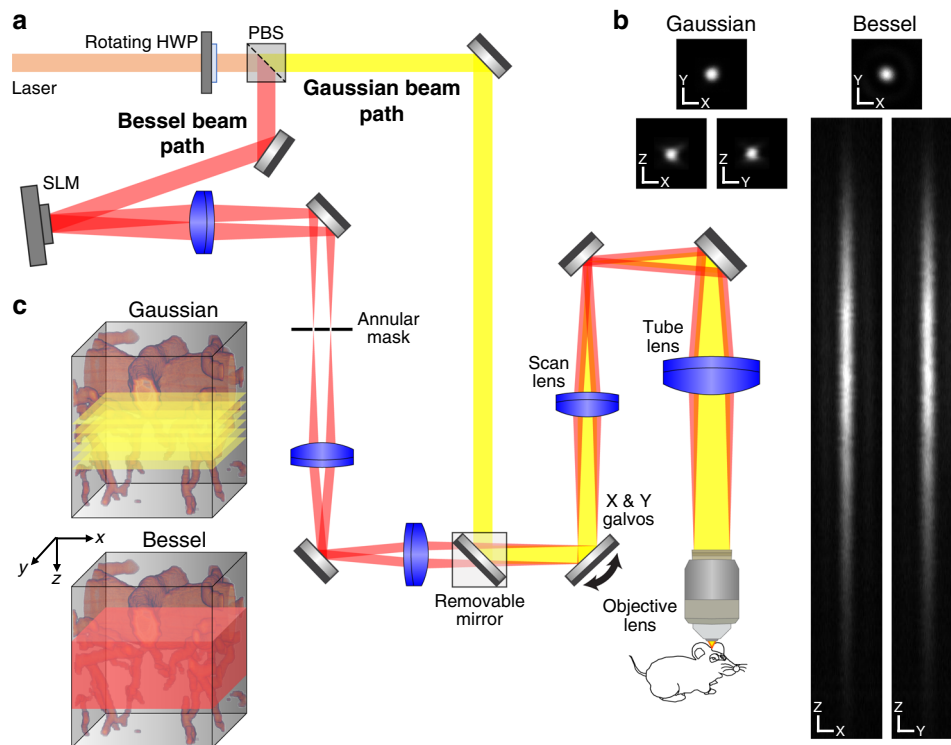 a
Rotating HWP
PBS
Laser
Gaussian beam
path
Bessel beam
path
SLM
Annular
mask
Scan
lens
Tube
lens
X & Y
galvos
Removable
mirror
Objective
lens
b
Gaussian
Bessel
Y
X
Y
X
Z
X
Z
Y
Z
X
Z
Y
c
Gaussian
x
y
z
Bessel